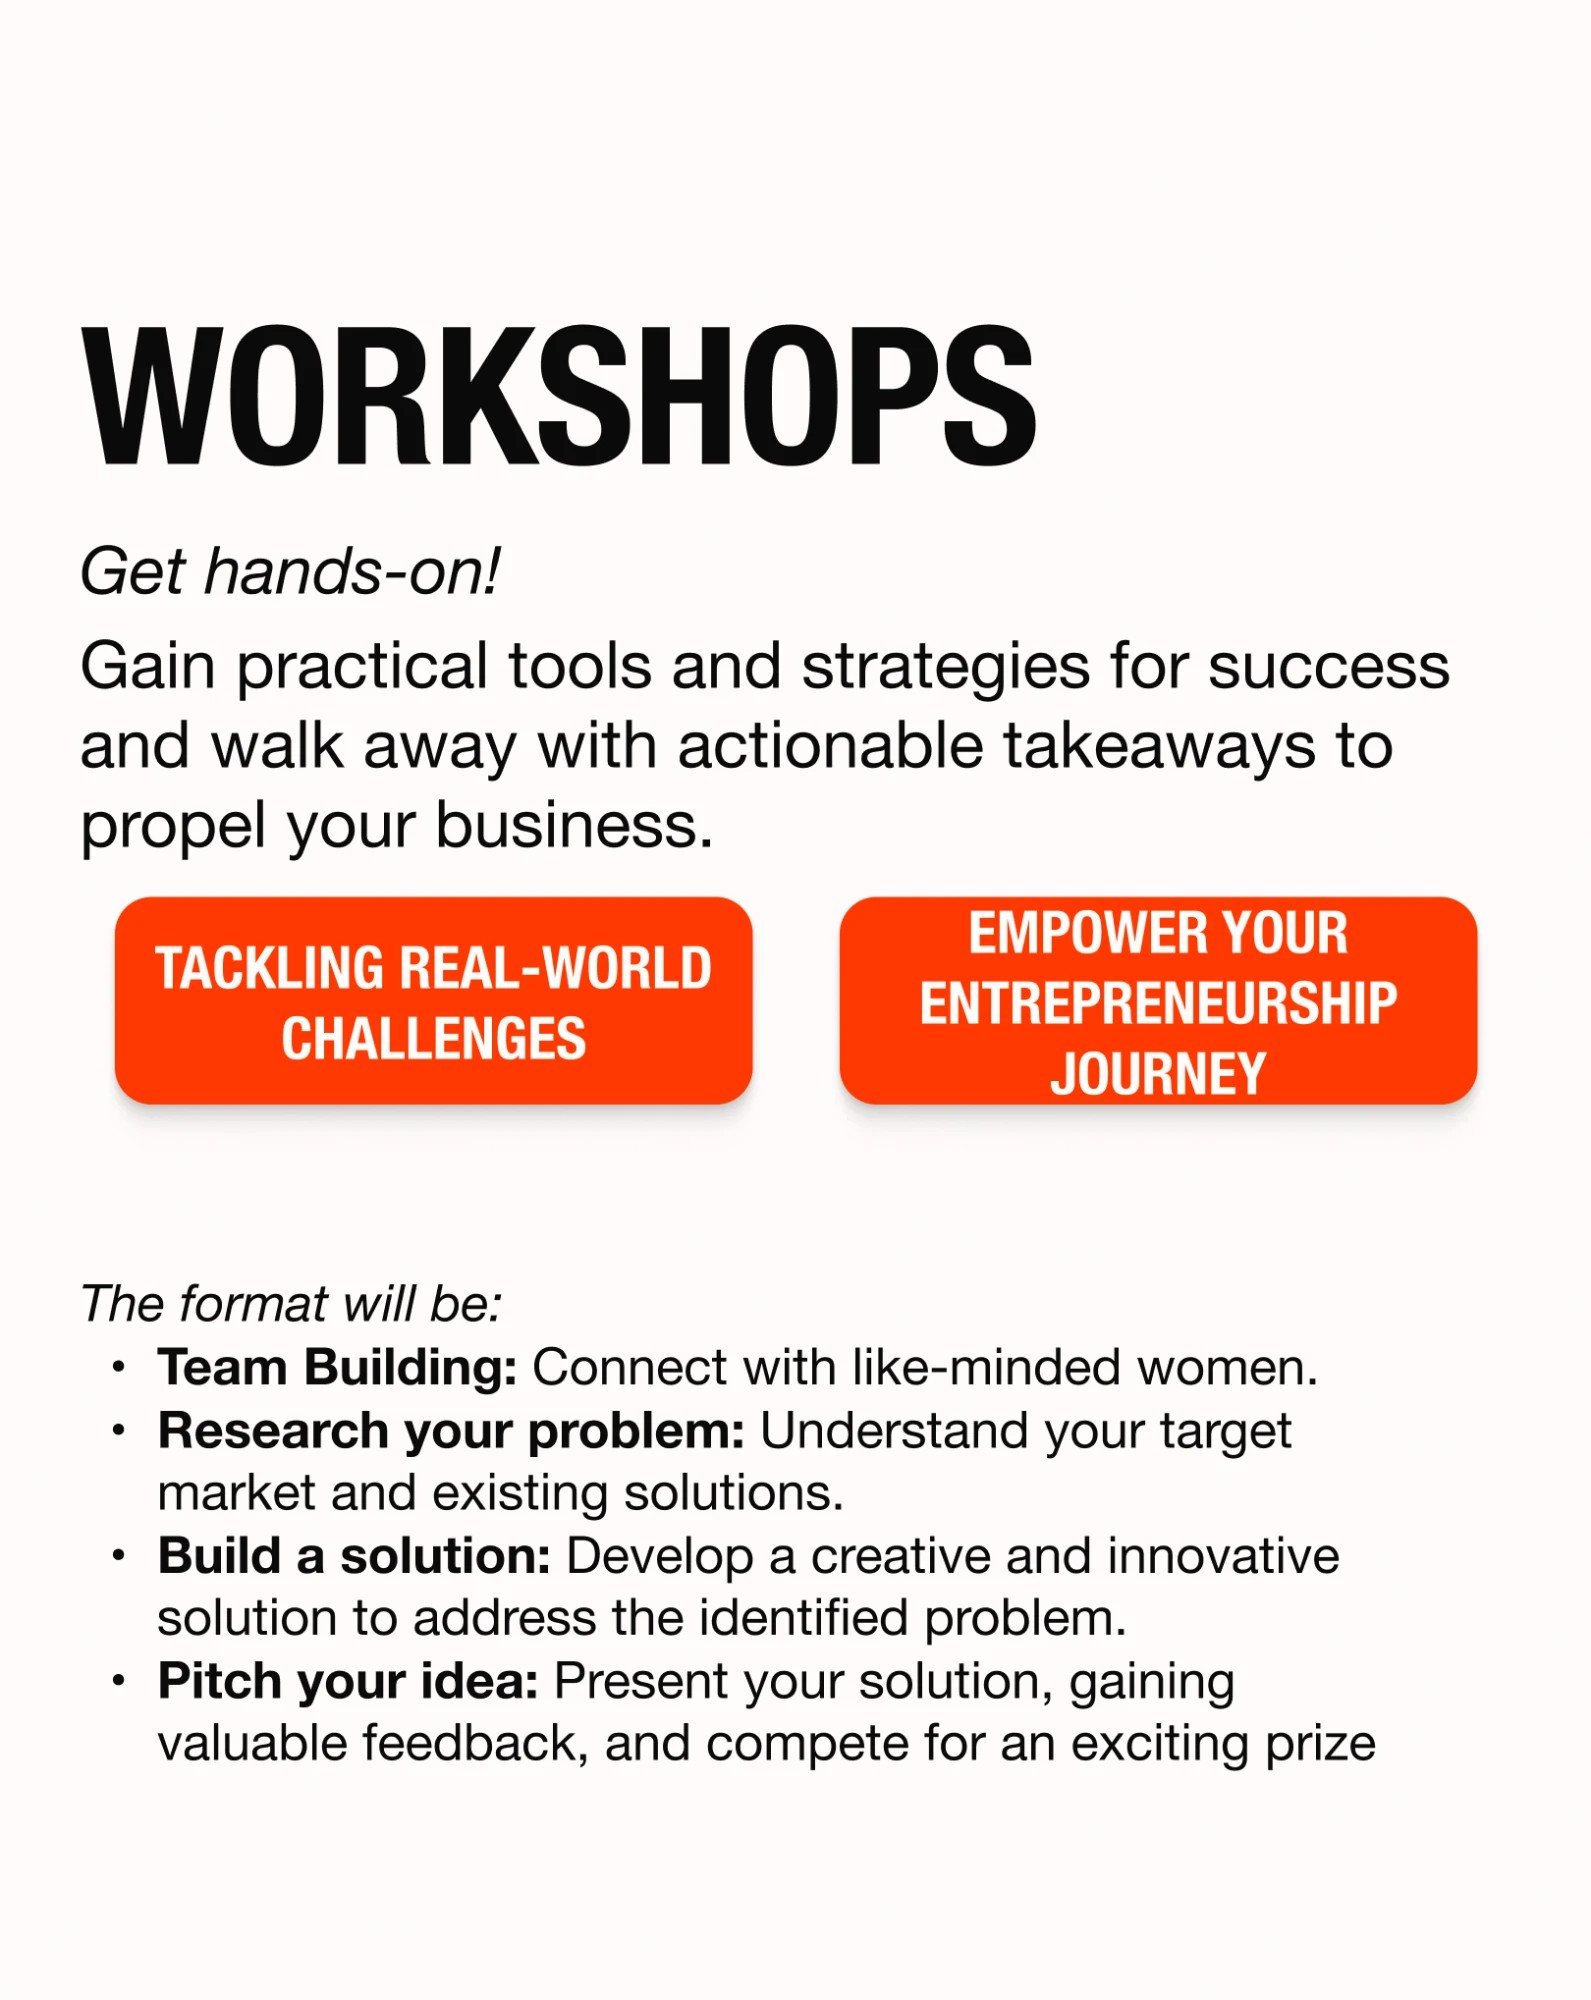 WORKSHOPS
Get hands-on!
Gain practical tools and strategies for success
and walk away with actionable takeaways to
propel your business.
TACKLING REAL-WORLD
CHALLENGES
EMPOWER YOUR
ENTREPRENEURSHIP
JOURNEY
The format will be:
• Team Building: Connect with like-minded women.
• Research your problem: Understand your target
market and existing solutions.
• Build a solution: Develop a creative and innovative
solution to address the identified problem.
• Pitch your idea: Present your solution, gaining
valuable feedback, and compete for an exciting prize